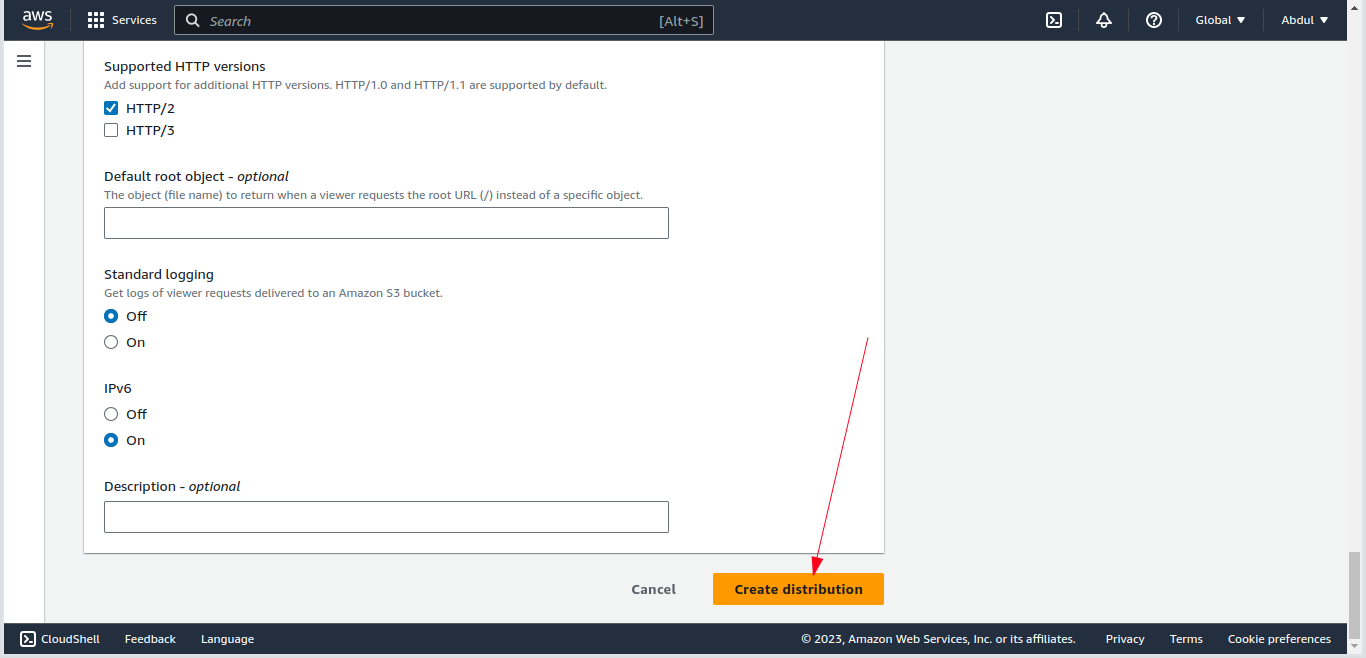 aws
Services
Search
[Alt+S]
Global
Abdul
Supported HTTP versions
Add support for additional HTTP versions. HTTP/1.0 and HTTP/1.1 are supported by default.
HTTP/2
HTTP/3
Default root object - optional
The object (file name) to return when a viewer requests the root URL (/) instead of a specific object.
Standard logging
Get logs of viewer requests delivered to an Amazon S3 bucket.
Off
On
IPv6
Off
On
Description - optional
Cancel
Create distribution
CloudShell
Feedback
Language
© 2023, Amazon Web Services, Inc. or its affiliates.
Privacy
Terms
Cookie preferences